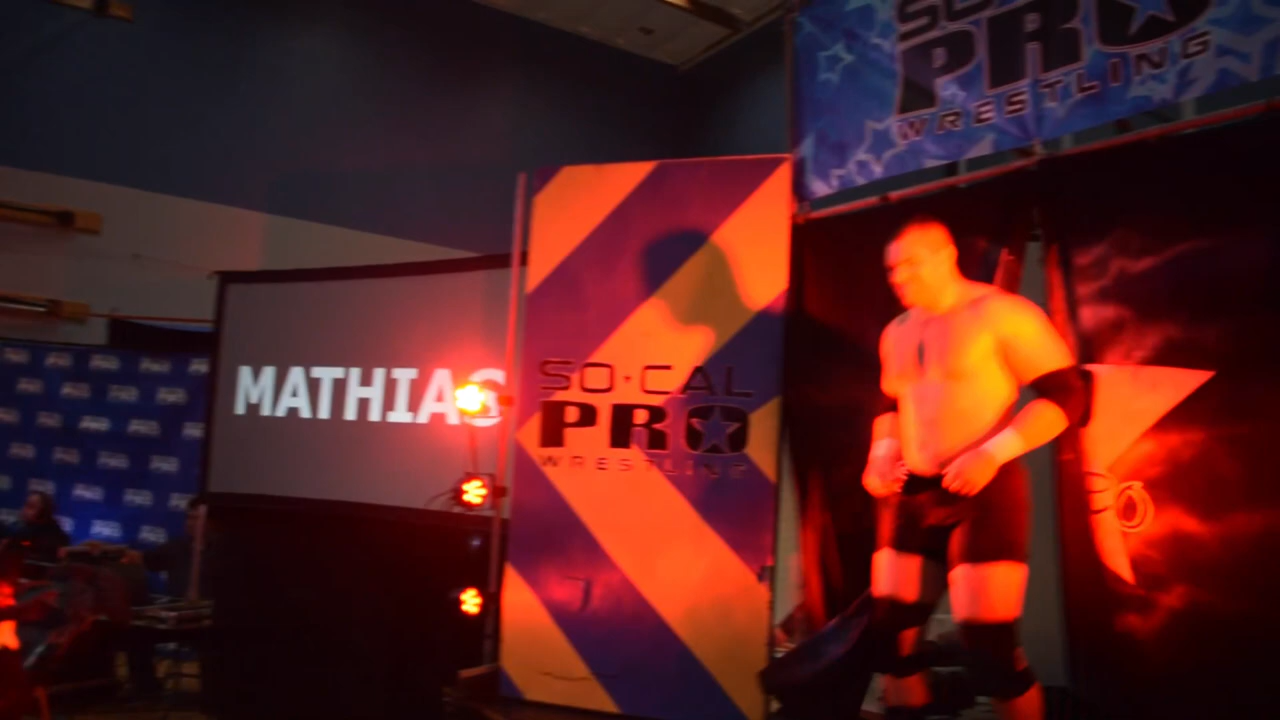 SO·CAL
PRO
WRESTLING
MATHIAS
SO·CAL
PRO
WRESTLING